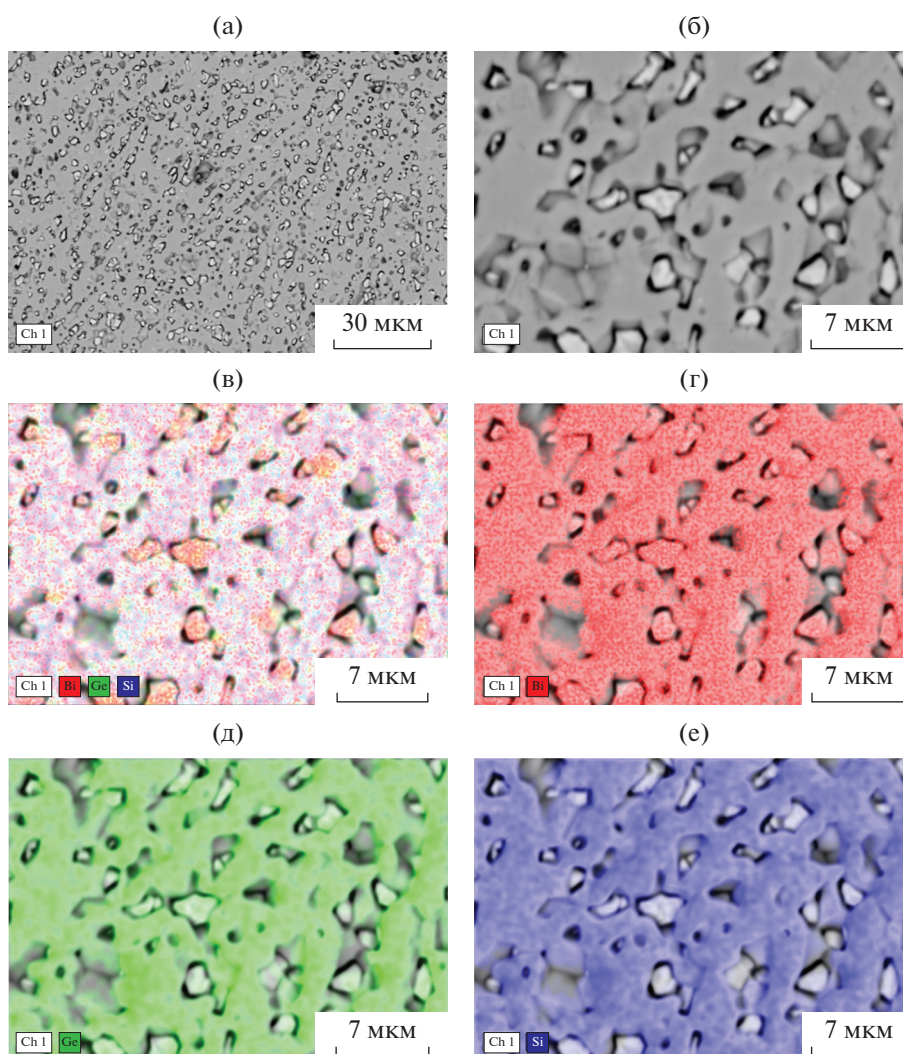 (а)
(б)
Ch 1
30 мкм
Ch 1
7 мкм
(в)
(г)
Ch 1 Bi Ge Si
7 мкм
Ch 1 Bi
7 мкм
(д)
(е)
Ch 1 Ge
7 мкм
Ch 1 Si
7 мкм